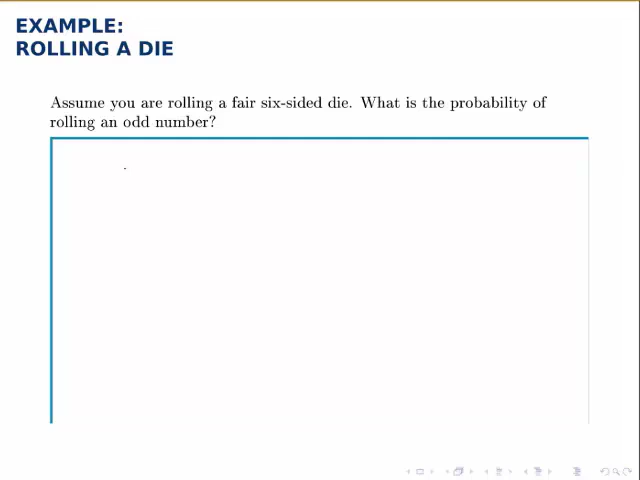 EXAMPLE:
ROLLING A DIE
Assume you are rolling a fair six-sided die. What is the probability of
rolling an odd number?